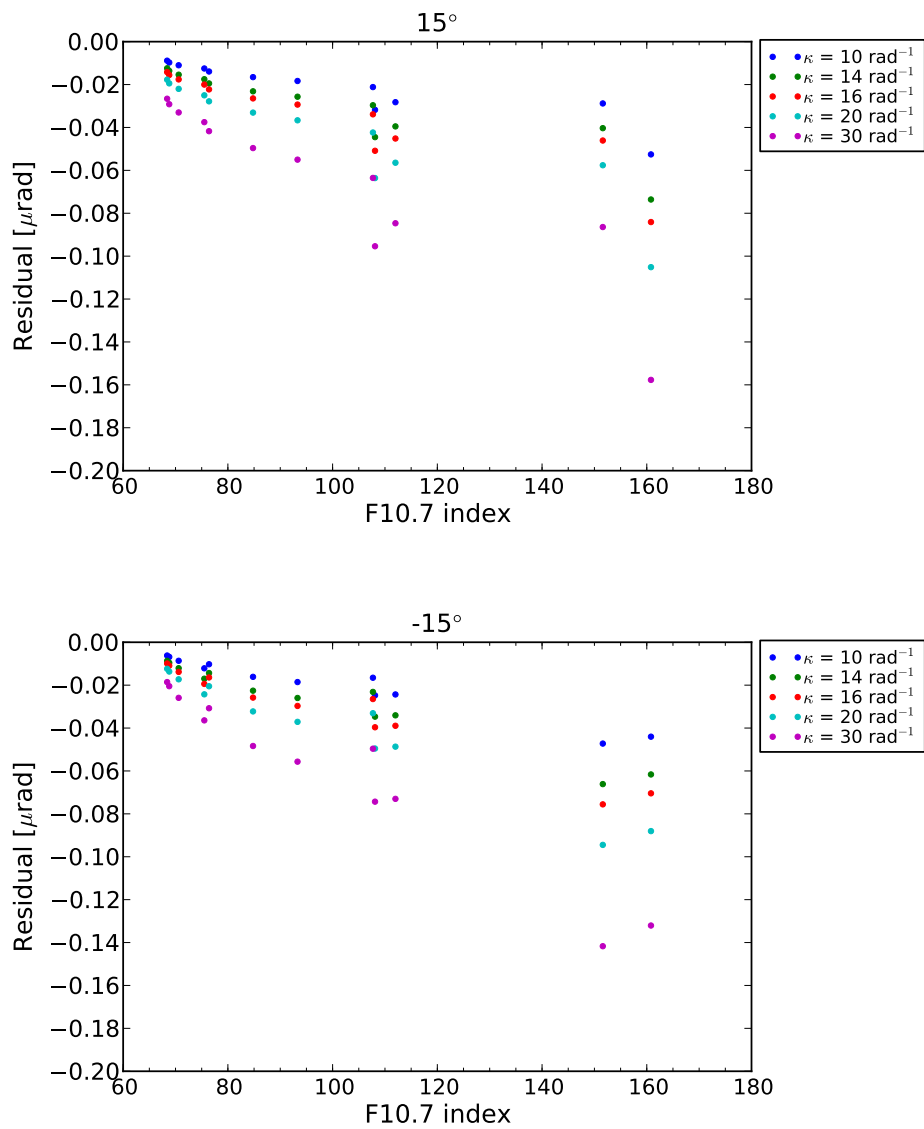 15°
0.00
−0.02
−0.04
−0.06
−0.08
−0.10
−0.12
−0.14
−0.16
−0.18
−0.20
Residual [μrad]
60 80 100 120 140 160 180
F10.7 index
κ = 10 rad⁻¹
κ = 14 rad⁻¹
κ = 16 rad⁻¹
κ = 20 rad⁻¹
κ = 30 rad⁻¹
-15°
0.00
−0.02
−0.04
−0.06
−0.08
−0.10
−0.12
−0.14
−0.16
−0.18
−0.20
Residual [μrad]
60 80 100 120 140 160 180
F10.7 index
κ = 10 rad⁻¹
κ = 14 rad⁻¹
κ = 16 rad⁻¹
κ = 20 rad⁻¹
κ = 30 rad⁻¹